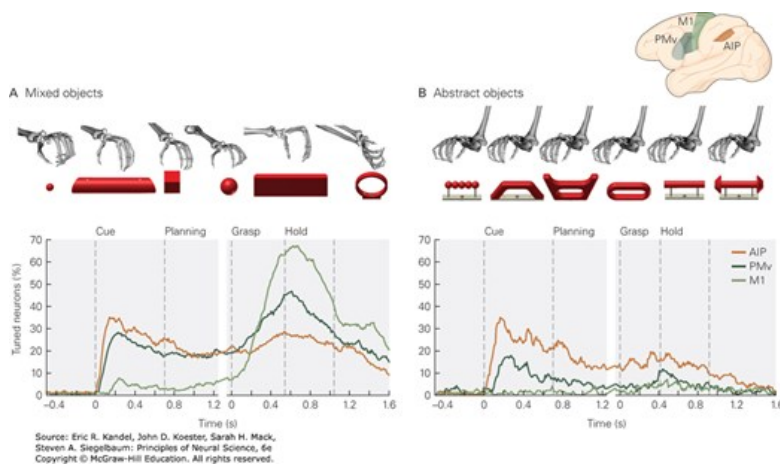 M1
PMv
AIP
A Mixed objects
B Abstract objects
Cue Planning Grasp Hold
70
60
50
40
30
20
10
0
Tuned neurons (%)
−0.4 0 0.4 0.8 1.2 0 0.4 0.8 1.2 1.6
Time (s)
Cue Planning Grasp Hold
AIP
PMv
M1
70
60
50
40
30
20
10
0
−0.4 0 0.4 0.8 1.2 0 0.4 0.8 1.2 1.6
Time (s)
Source: Eric R. Kandel, John D. Koester, Sarah H. Mack,
Steven A. Siegelbaum: Principles of Neural Science, 6e
Copyright © McGraw-Hill Education. All rights reserved.